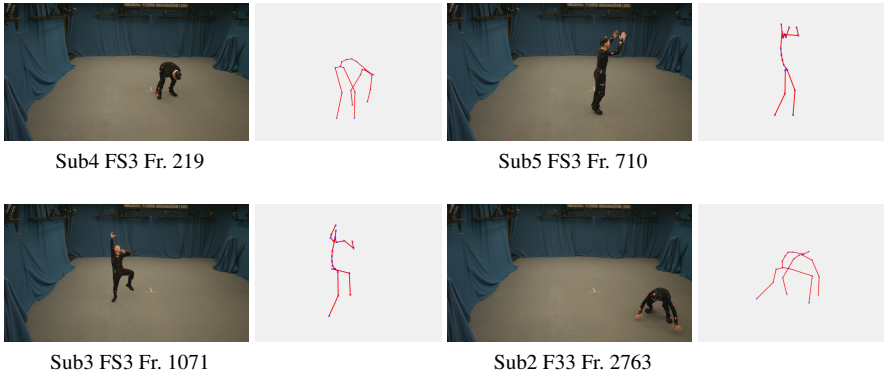 Sub4 FS3 Fr. 219
Sub5 FS3 Fr. 710
Sub3 FS3 Fr. 1071
Sub2 F33 Fr. 2763